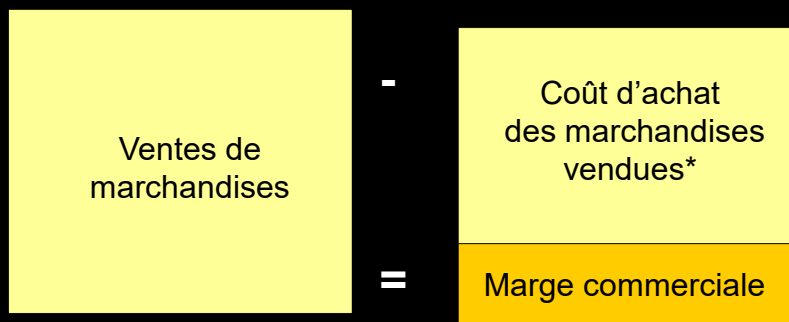 Ventes de
marchandises
-
Coût d'achat
des marchandises
vendues*
=
Marge commerciale